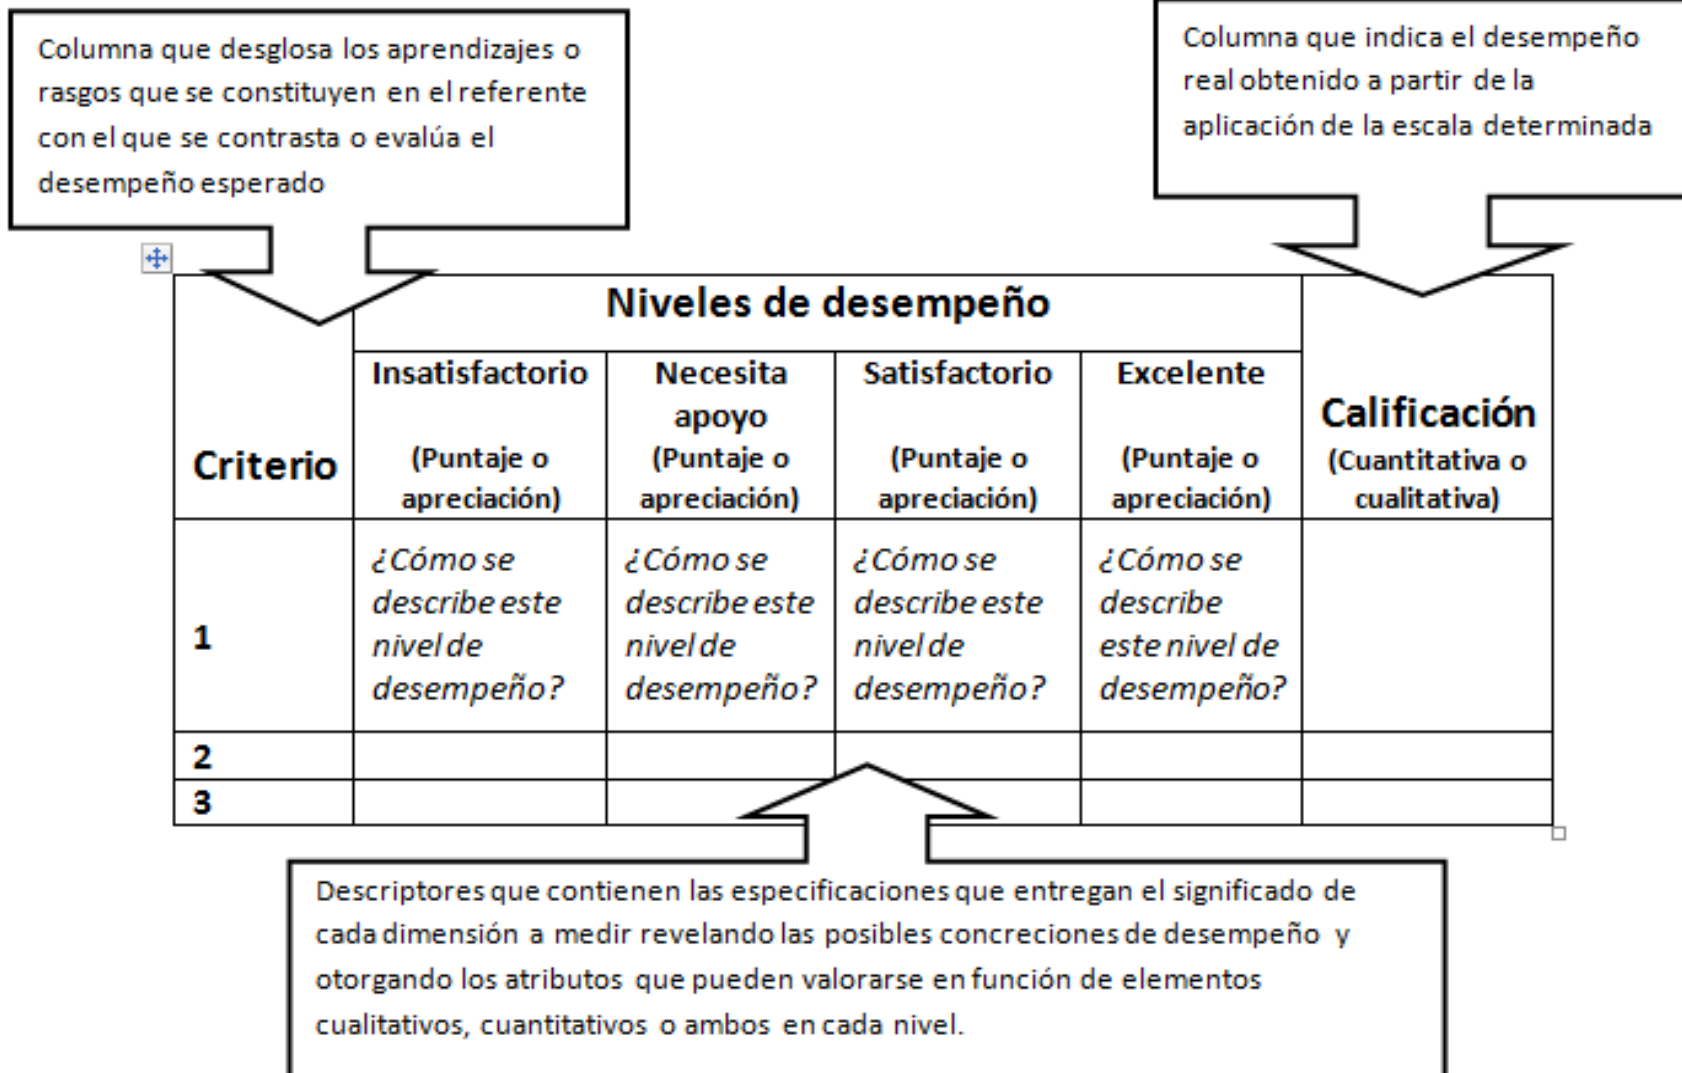 Columna que desglosa los aprendizajes o
rasgos que se constituyen en el referente
con el que se contrasta o evalúa el
desempeño esperado
Columna que indica el desempeño
real obtenido a partir de la
aplicación de la escala determinada
Niveles de desempeño
Criterio
Insatisfactorio
(Puntaje o
apreciación)
Necesita
apoyo
(Puntaje o
apreciación)
Satisfactorio
(Puntaje o
apreciación)
Excelente
(Puntaje o
apreciación)
Calificación
(Cuantitativa o
cualitativa)
1
¿Cómo se
describe este
nivel de
desempeño?
¿Cómo se
describe este
nivel de
desempeño?
¿Cómo se
describe este
nivel de
desempeño?
¿Cómo se
describe
este nivel de
desempeño?
2
3
Descriptores que contienen las especificaciones que entregan el significado de
cada dimensión a medir revelando las posibles concreciones de desempeño y
otorgando los atributos que pueden valorarse en función de elementos
cualitativos, cuantitativos o ambos en cada nivel.